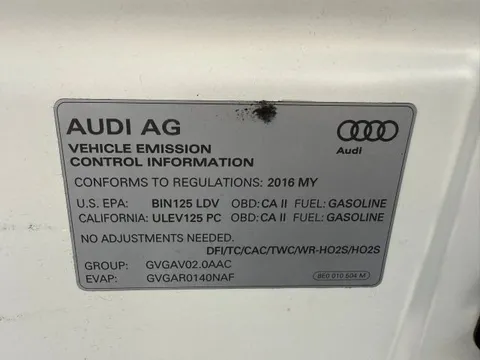 AUDI AG
Audi
VEHICLE EMISSION
CONTROL INFORMATION
CONFORMS TO REGULATIONS: 2016 MY
U.S. EPA: BIN125 LDV OBD: CA II FUEL: GASOLINE
CALIFORNIA: ULEV125 PC OBD: CA II FUEL: GASOLINE
NO ADJUSTMENTS NEEDED.
DFI/TC/CAC/TWC/WR-HO2S/HO2S
GROUP: GVGAV02.0AAC
EVAP: GVGAR0140NAF
8E0 010 604 M